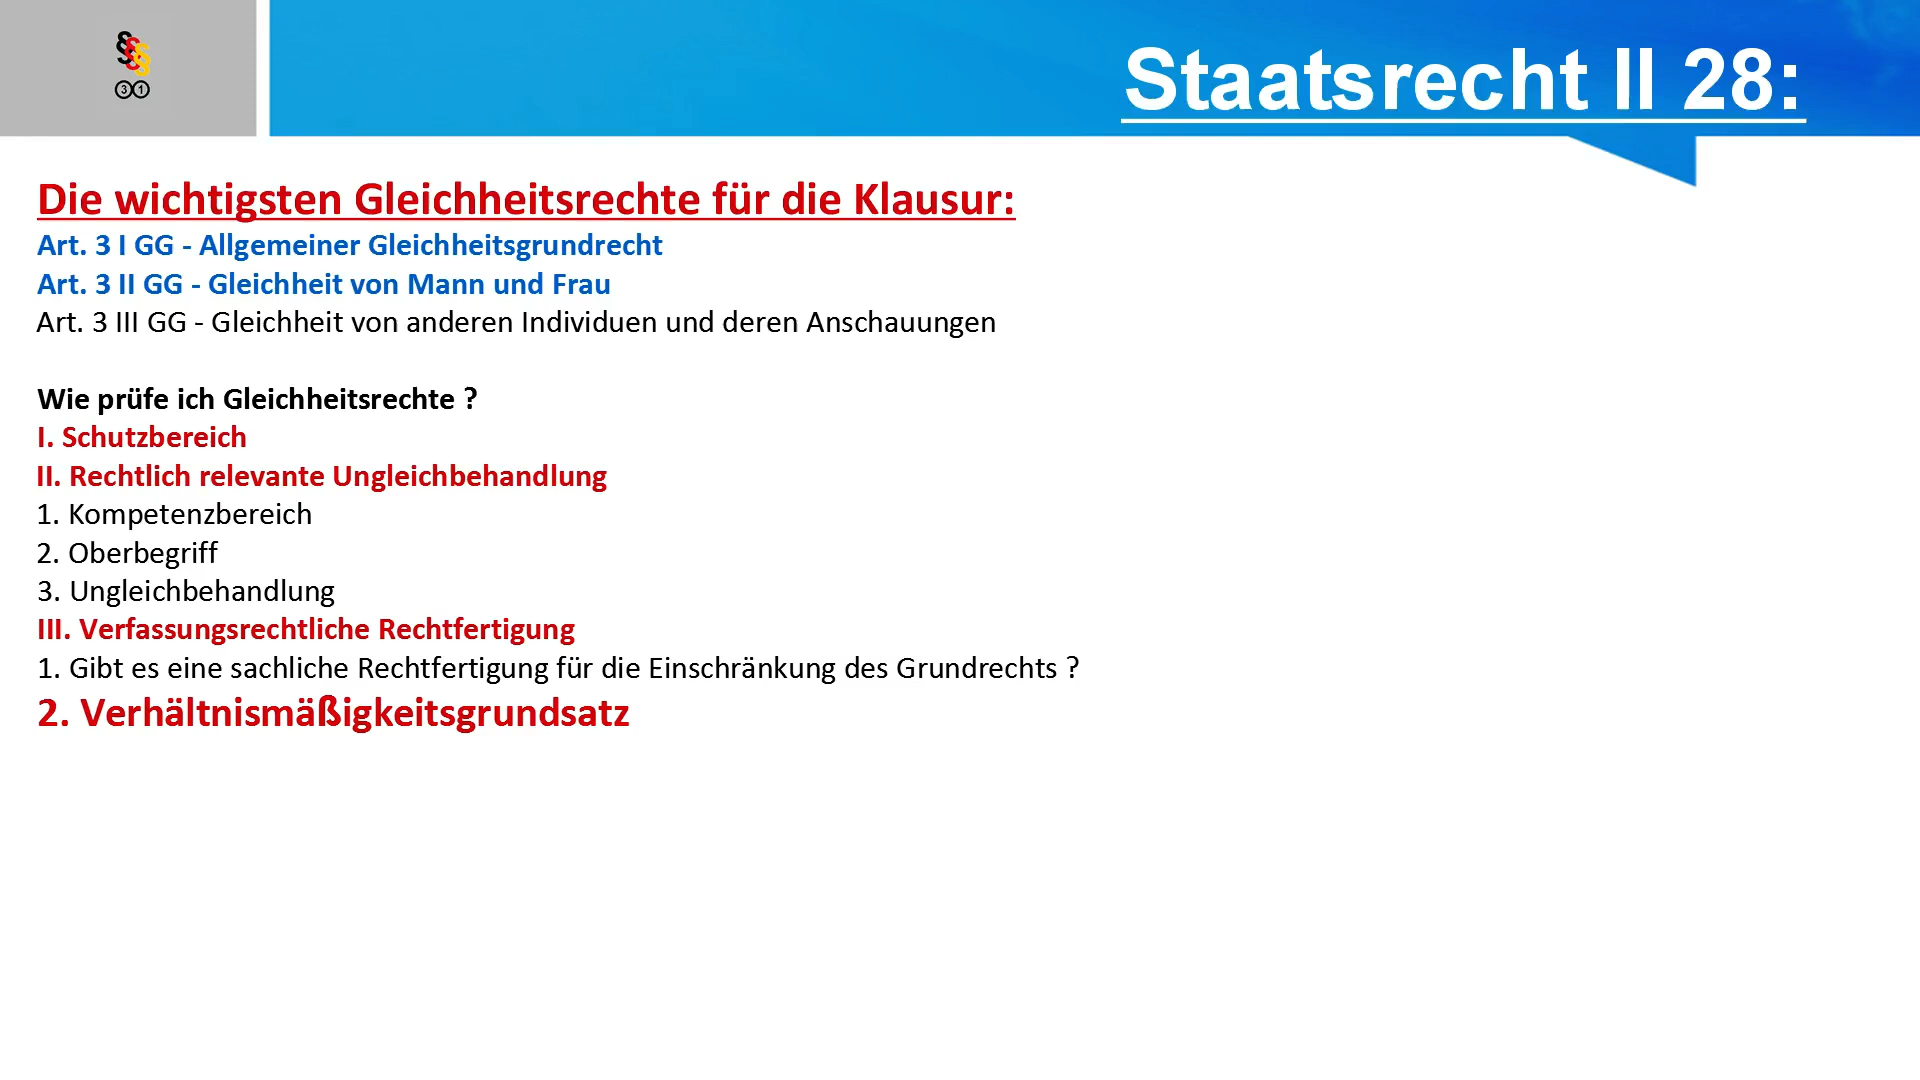 §§§
31
Staatsrecht II 28:
Die wichtigsten Gleichheitsrechte für die Klausur:
Art. 3 I GG - Allgemeiner Gleichheitsgrundrecht
Art. 3 II GG - Gleichheit von Mann und Frau
Art. 3 III GG - Gleichheit von anderen Individuen und deren Anschauungen
Wie prüfe ich Gleichheitsrechte ?
I. Schutzbereich
II. Rechtlich relevante Ungleichbehandlung
1. Kompetenzbereich
2. Oberbegriff
3. Ungleichbehandlung
III. Verfassungsrechtliche Rechtfertigung
1. Gibt es eine sachliche Rechtfertigung für die Einschränkung des Grundrechts ?
2. Verhältnismäßigkeitsgrundsatz